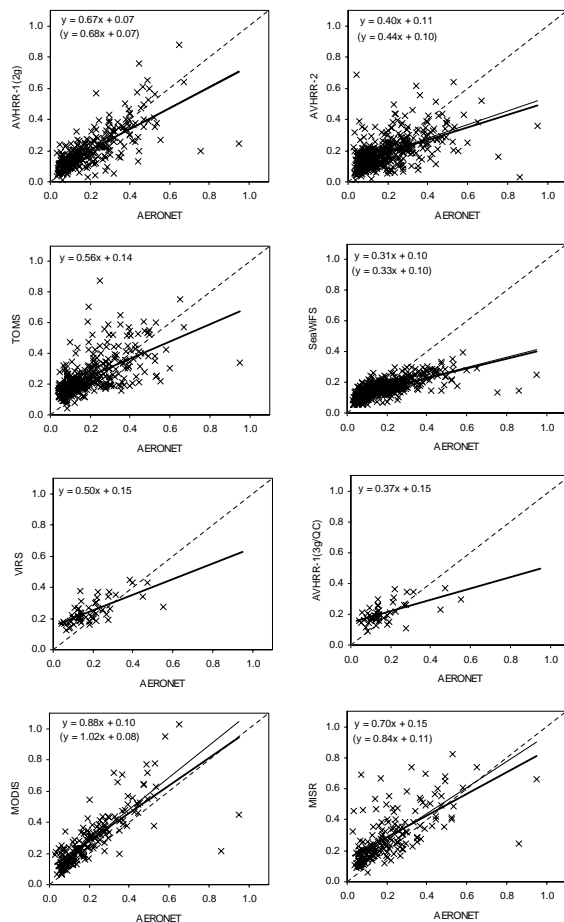 y = 0.67x + 0.07
(y = 0.68x + 0.07)
AVHRR-1(2g)
1.0
0.8
0.6
0.4
0.2
0.0
0.0 0.2 0.4 0.6 0.8 1.0
AERONET
y = 0.40x + 0.11
(y = 0.44x + 0.10)
AVHRR-2
1.0
0.8
0.6
0.4
0.2
0.0
0.0 0.2 0.4 0.6 0.8 1.0
AERONET
y = 0.56x + 0.14
TOMS
1.0
0.8
0.6
0.4
0.2
0.0
0.0 0.2 0.4 0.6 0.8 1.0
AERONET
y = 0.31x + 0.10
(y = 0.33x + 0.10)
SeaWiFS
1.0
0.8
0.6
0.4
0.2
0.0
0.0 0.2 0.4 0.6 0.8 1.0
AERONET
y = 0.50x + 0.15
VIRS
1.0
0.8
0.6
0.4
0.2
0.0
0.0 0.2 0.4 0.6 0.8 1.0
AERONET
y = 0.37x + 0.15
AVHRR-1(3g/QC)
1.0
0.8
0.6
0.4
0.2
0.0
0.0 0.2 0.4 0.6 0.8 1.0
AERONET
y = 0.88x + 0.10
(y = 1.02x + 0.08)
MODIS
1.0
0.8
0.6
0.4
0.2
0.0
0.0 0.2 0.4 0.6 0.8 1.0
AERONET
y = 0.70x + 0.15
(y = 0.84x + 0.11)
MISR
1.0
0.8
0.6
0.4
0.2
0.0
0.0 0.2 0.4 0.6 0.8 1.0
AERONET